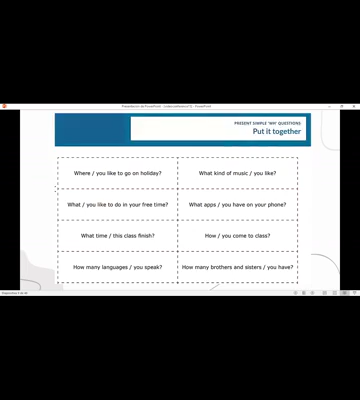 PRESENT SIMPLE 'WH' QUESTIONS
Put it together
Where / you like to go on holiday?
What kind of music / you like?
What / you like to do in your free time?
What apps / you have on your phone?
What time / this class finish?
How / you come to class?
How many languages / you speak?
How many brothers and sisters / you have?